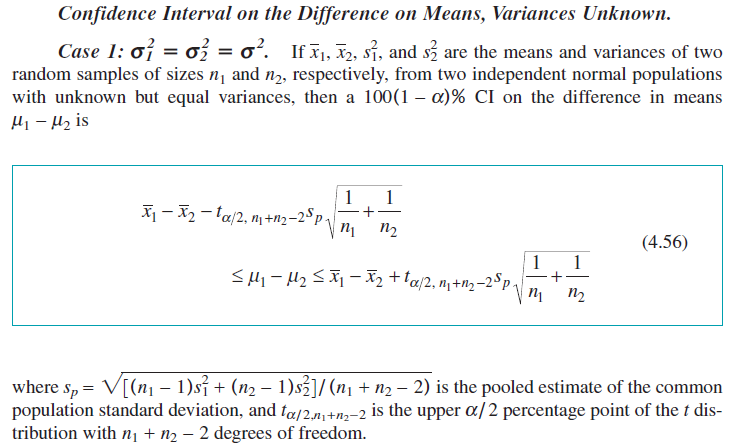 Confidence Interval on the Difference on Means, Variances Unknown.
Case 1: σ₁² = σ₂² = σ². If x̄₁, x̄₂, s₁², and s₂² are the means and variances of two
random samples of sizes n₁ and n₂, respectively, from two independent normal populations
with unknown but equal variances, then a 100(1 − α)% CI on the difference in means
μ₁ − μ₂ is
x̄₁ − x̄₂ − t_{α/2, n₁+n₂−2} s_p √(1/n₁ + 1/n₂)
≤ μ₁ − μ₂ ≤ x̄₁ − x̄₂ + t_{α/2, n₁+n₂−2} s_p √(1/n₁ + 1/n₂)
(4.56)
where s_p = √([(n₁ − 1)s₁² + (n₂ − 1)s₂²]/(n₁ + n₂ − 2)) is the pooled estimate of the common
population standard deviation, and t_{α/2,n₁+n₂−2} is the upper α/2 percentage point of the t dis-
tribution with n₁ + n₂ − 2 degrees of freedom.